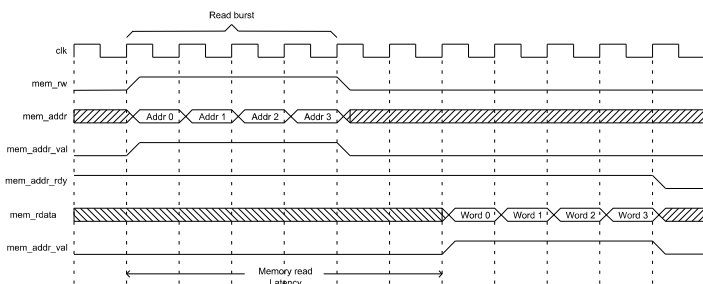 Read burst
clk
mem_rw
mem_addr
Addr 0 Addr 1 Addr 2 Addr 3
mem_addr_val
mem_addr_rdy
mem_rdata
Word 0 Word 1 Word 2 Word 3
mem_addr_val
Memory read
Latency